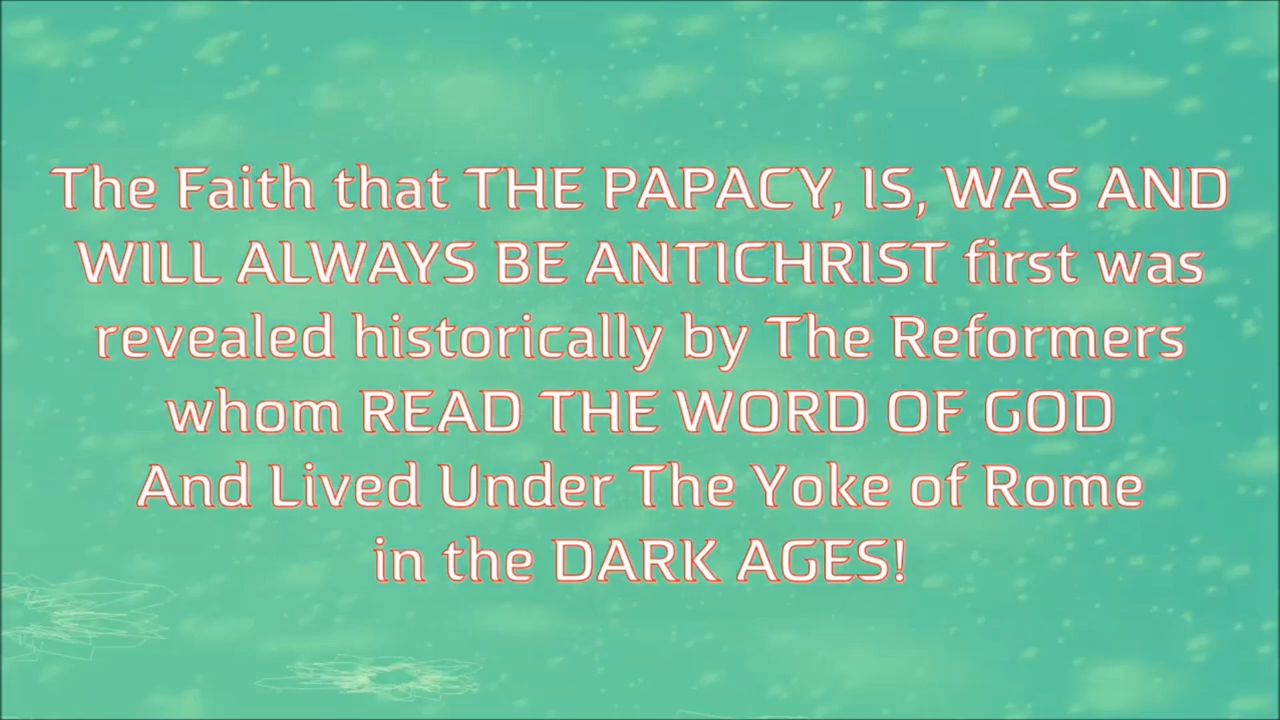 The Faith that THE PAPACY, IS, WAS AND
WILL ALWAYS BE ANTICHRIST first was
revealed historically by The Reformers
whom READ THE WORD OF GOD
And Lived Under The Yoke of Rome
in the DARK AGES!